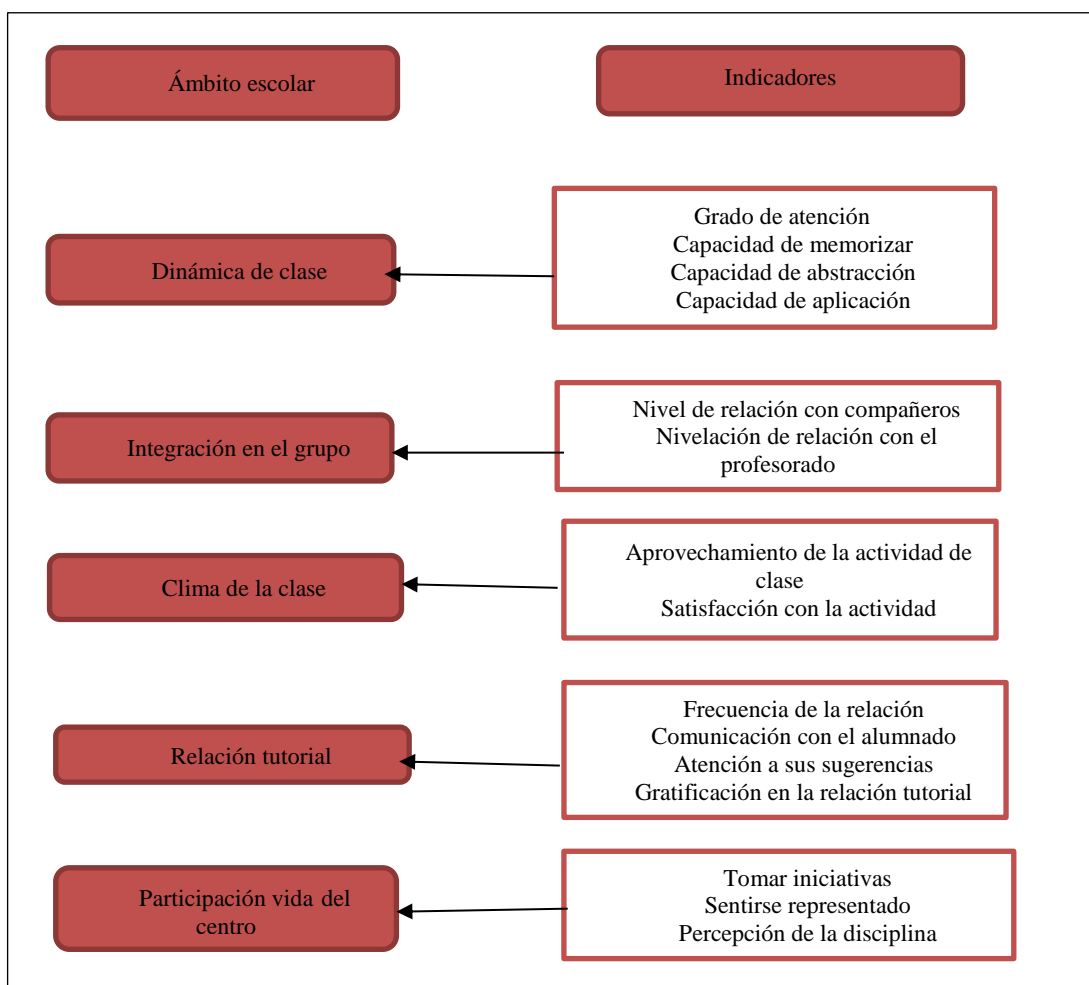 Ámbito escolar
Indicadores
Dinámica de clase
Grado de atención
Capacidad de memorizar
Capacidad de abstracción
Capacidad de aplicación
Integración en el grupo
Nivel de relación con compañeros
Nivelación de relación con el
profesorado
Clima de la clase
Aprovechamiento de la actividad de
clase
Satisfacción con la actividad
Relación tutorial
Frecuencia de la relación
Comunicación con el alumnado
Atención a sus sugerencias
Gratificación en la relación tutorial
Participación vida del
centro
Tomar iniciativas
Sentirse representado
Percepción de la disciplina